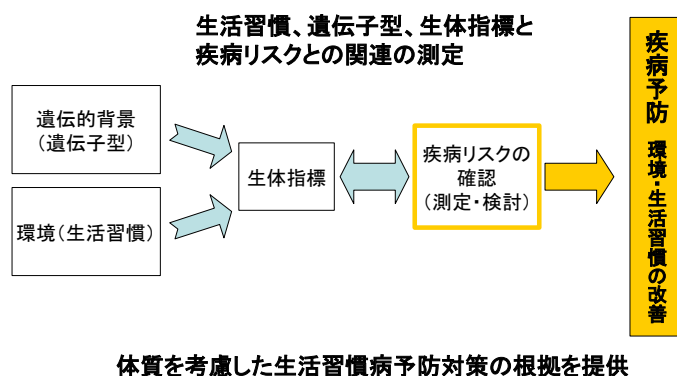 生活習慣、遺伝子型、生体指標と
疾病リスクとの関連の測定
遺伝的背景
(遺伝子型)
環境(生活習慣)
生体指標
疾病リスクの
確認
(測定・検討)
疾病予防 環境・生活習慣の改善
体質を考慮した生活習慣病予防対策の根拠を提供